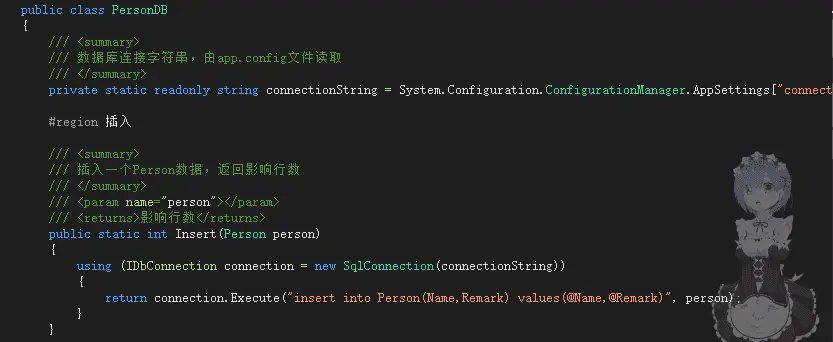 public class PersonDB
{
/// <summary>
/// 数据库连接字符串，由app.config文件读取
/// </summary>
private static readonly string connectionString = System.Configuration.ConfigurationManager.AppSettings["connect
#region 插入
/// <summary>
/// 插入一个Person数据，返回影响行数
/// </summary>
/// <param name="person"></param>
/// <returns>影响行数</returns>
public static int Insert(Person person)
{
using (IDbConnection connection = new SqlConnection(connectionString))
{
return connection.Execute("insert into Person(Name,Remark) values(@Name,@Remark)", person);
}
}